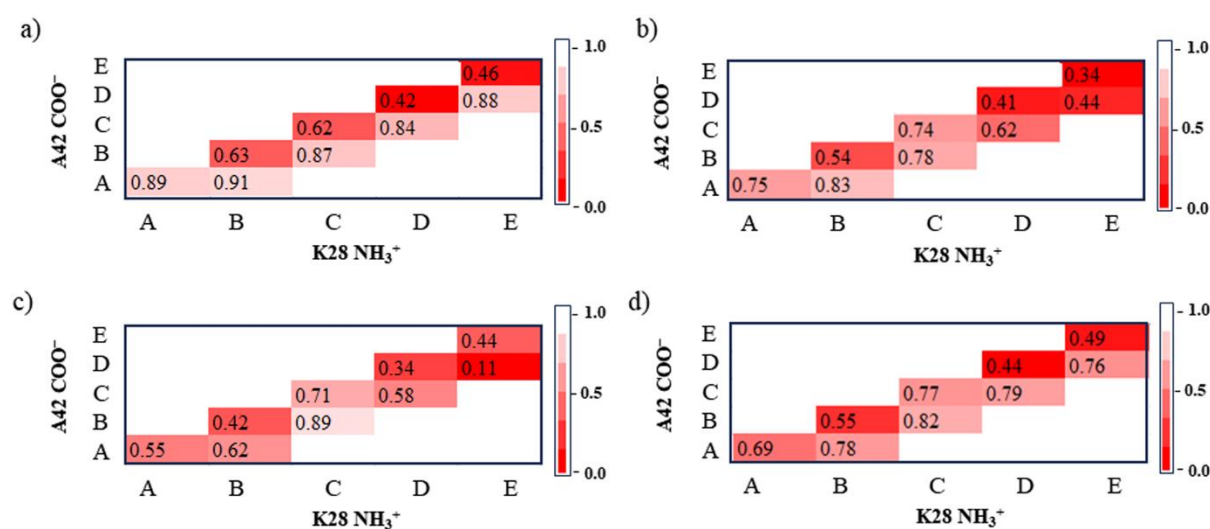 a)
A42 COO⁻
E 0.46
D 0.42 0.88
C 0.62 0.84
B 0.63 0.87
A 0.89 0.91
A B C D E
K28 NH₃⁺
- 1.0
- 0.5
- 0.0
b)
A42 COO⁻
E 0.34
D 0.41 0.44
C 0.74 0.62
B 0.54 0.78
A 0.75 0.83
A B C D E
K28 NH₃⁺
- 1.0
- 0.5
- 0.0
c)
A42 COO⁻
E 0.44
D 0.34 0.11
C 0.71 0.58
B 0.42 0.89
A 0.55 0.62
A B C D E
K28 NH₃⁺
- 1.0
- 0.5
- 0.0
d)
A42 COO⁻
E 0.49
D 0.44 0.76
C 0.77 0.79
B 0.55 0.82
A 0.69 0.78
A B C D E
K28 NH₃⁺
- 1.0
- 0.5
- 0.0